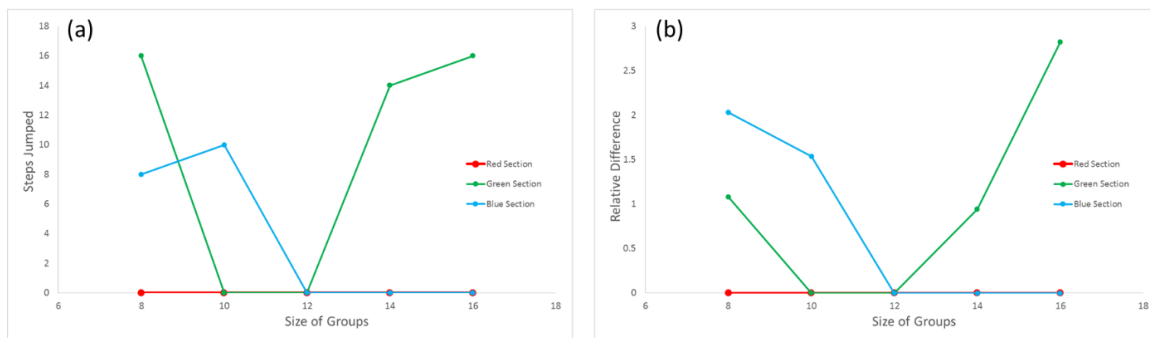 (a)
Steps Jumped
18
16
14
12
10
8
6
4
2
0
6 8 10 12 14 16 18
Size of Groups
Red Section
Green Section
Blue Section
(b)
Relative Difference
3
2.5
2
1.5
1
0.5
0
6 8 10 12 14 16 18
Size of Groups
Red Section
Green Section
Blue Section